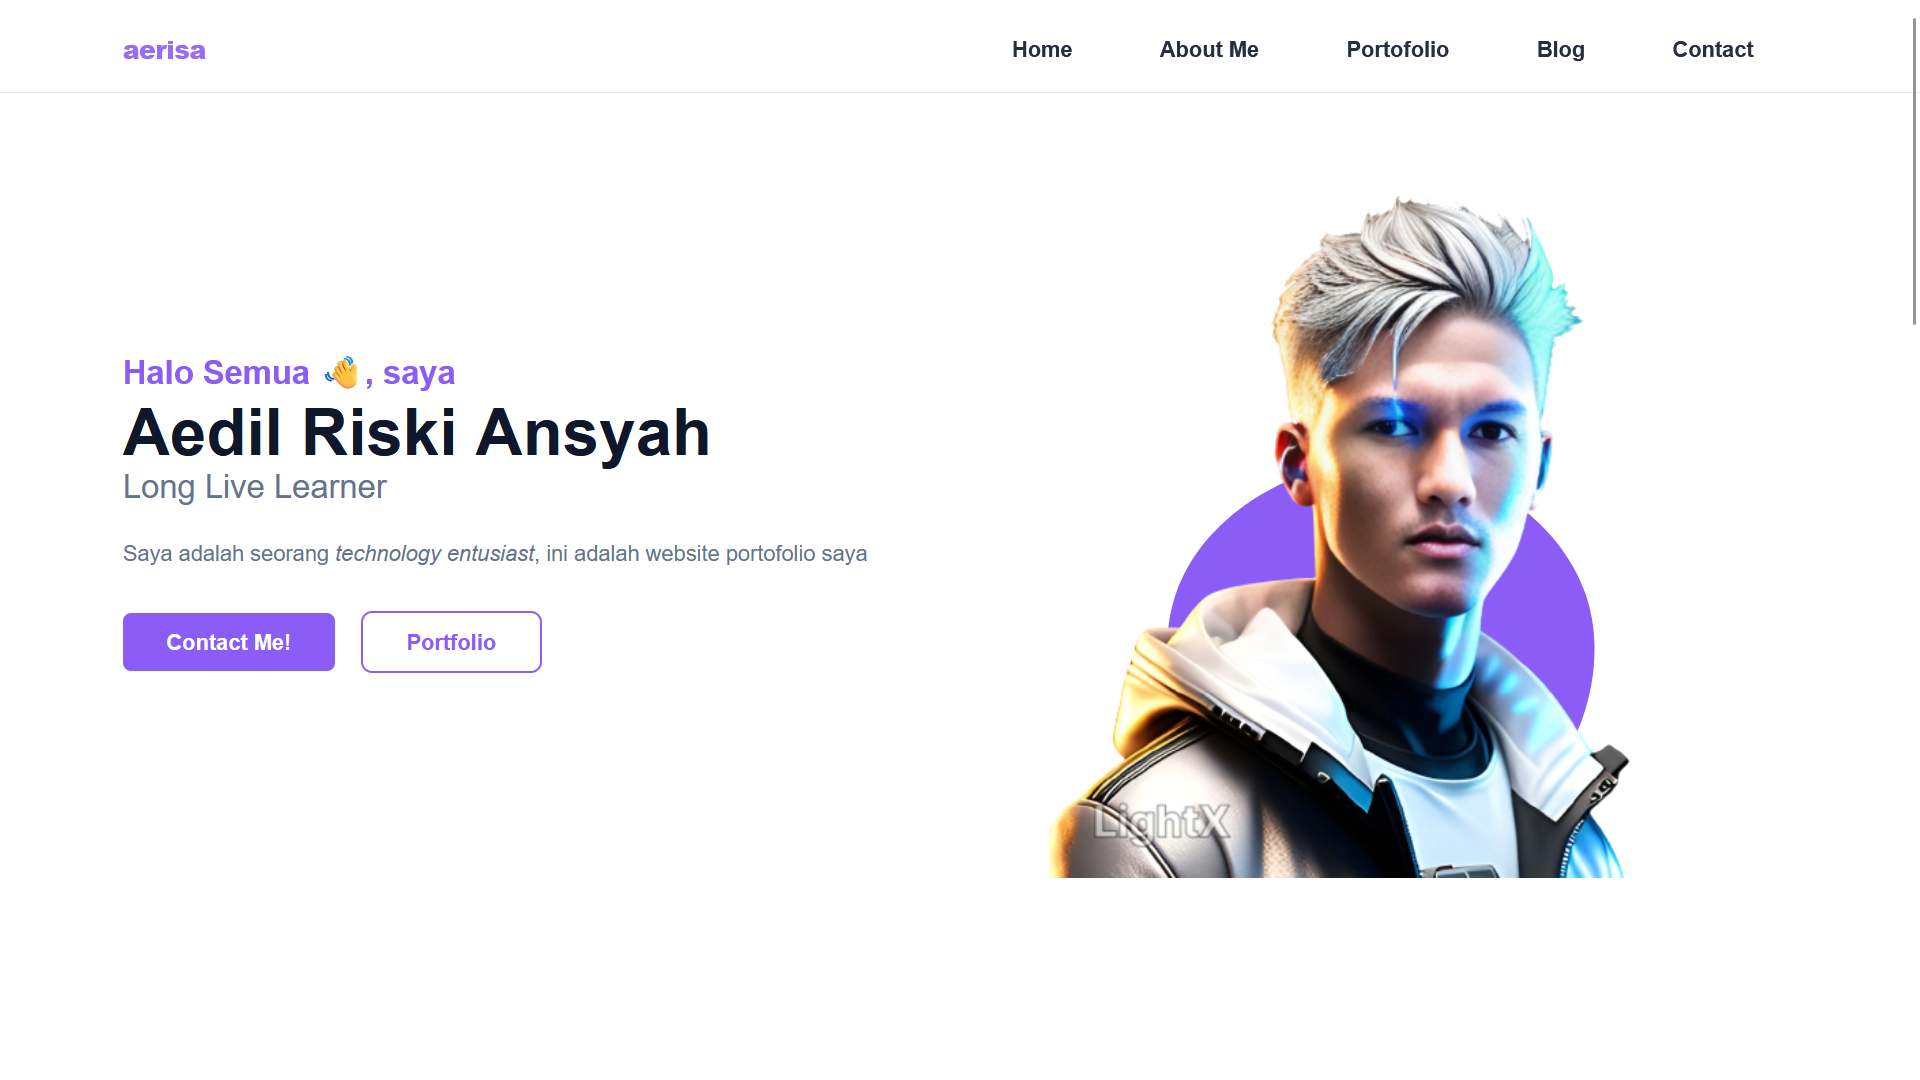 aerisa
Home About Me Portofolio Blog Contact
Halo Semua 👋, saya
Aedil Riski Ansyah
Long Live Learner
Saya adalah seorang technology entusiast, ini adalah website portofolio saya
Contact Me! Portfolio
LightX